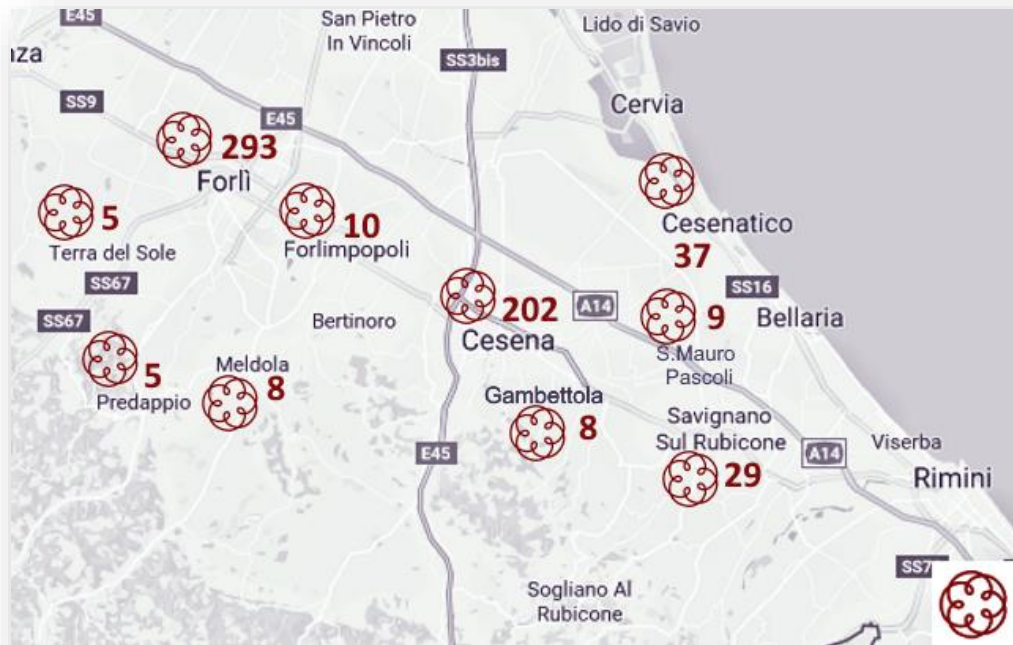 E45
San Pietro
In Vincoli
Lido di Savio
nza
SS3bis
SS9
Cervia
E45
293
Forlì
5
Terra del Sole
10
Forlimpopoli
Cesenatico
37
SS67
SS16
202
Cesena
A14
9
Bellaria
SS67
Bertinoro
S.Mauro
Pascoli
5
Predappio
Meldola
8
Gambettola
8
Savignano
Sul Rubicone
29
E45
A14
Viserba
Rimini
Sogliano Al
Rubicone